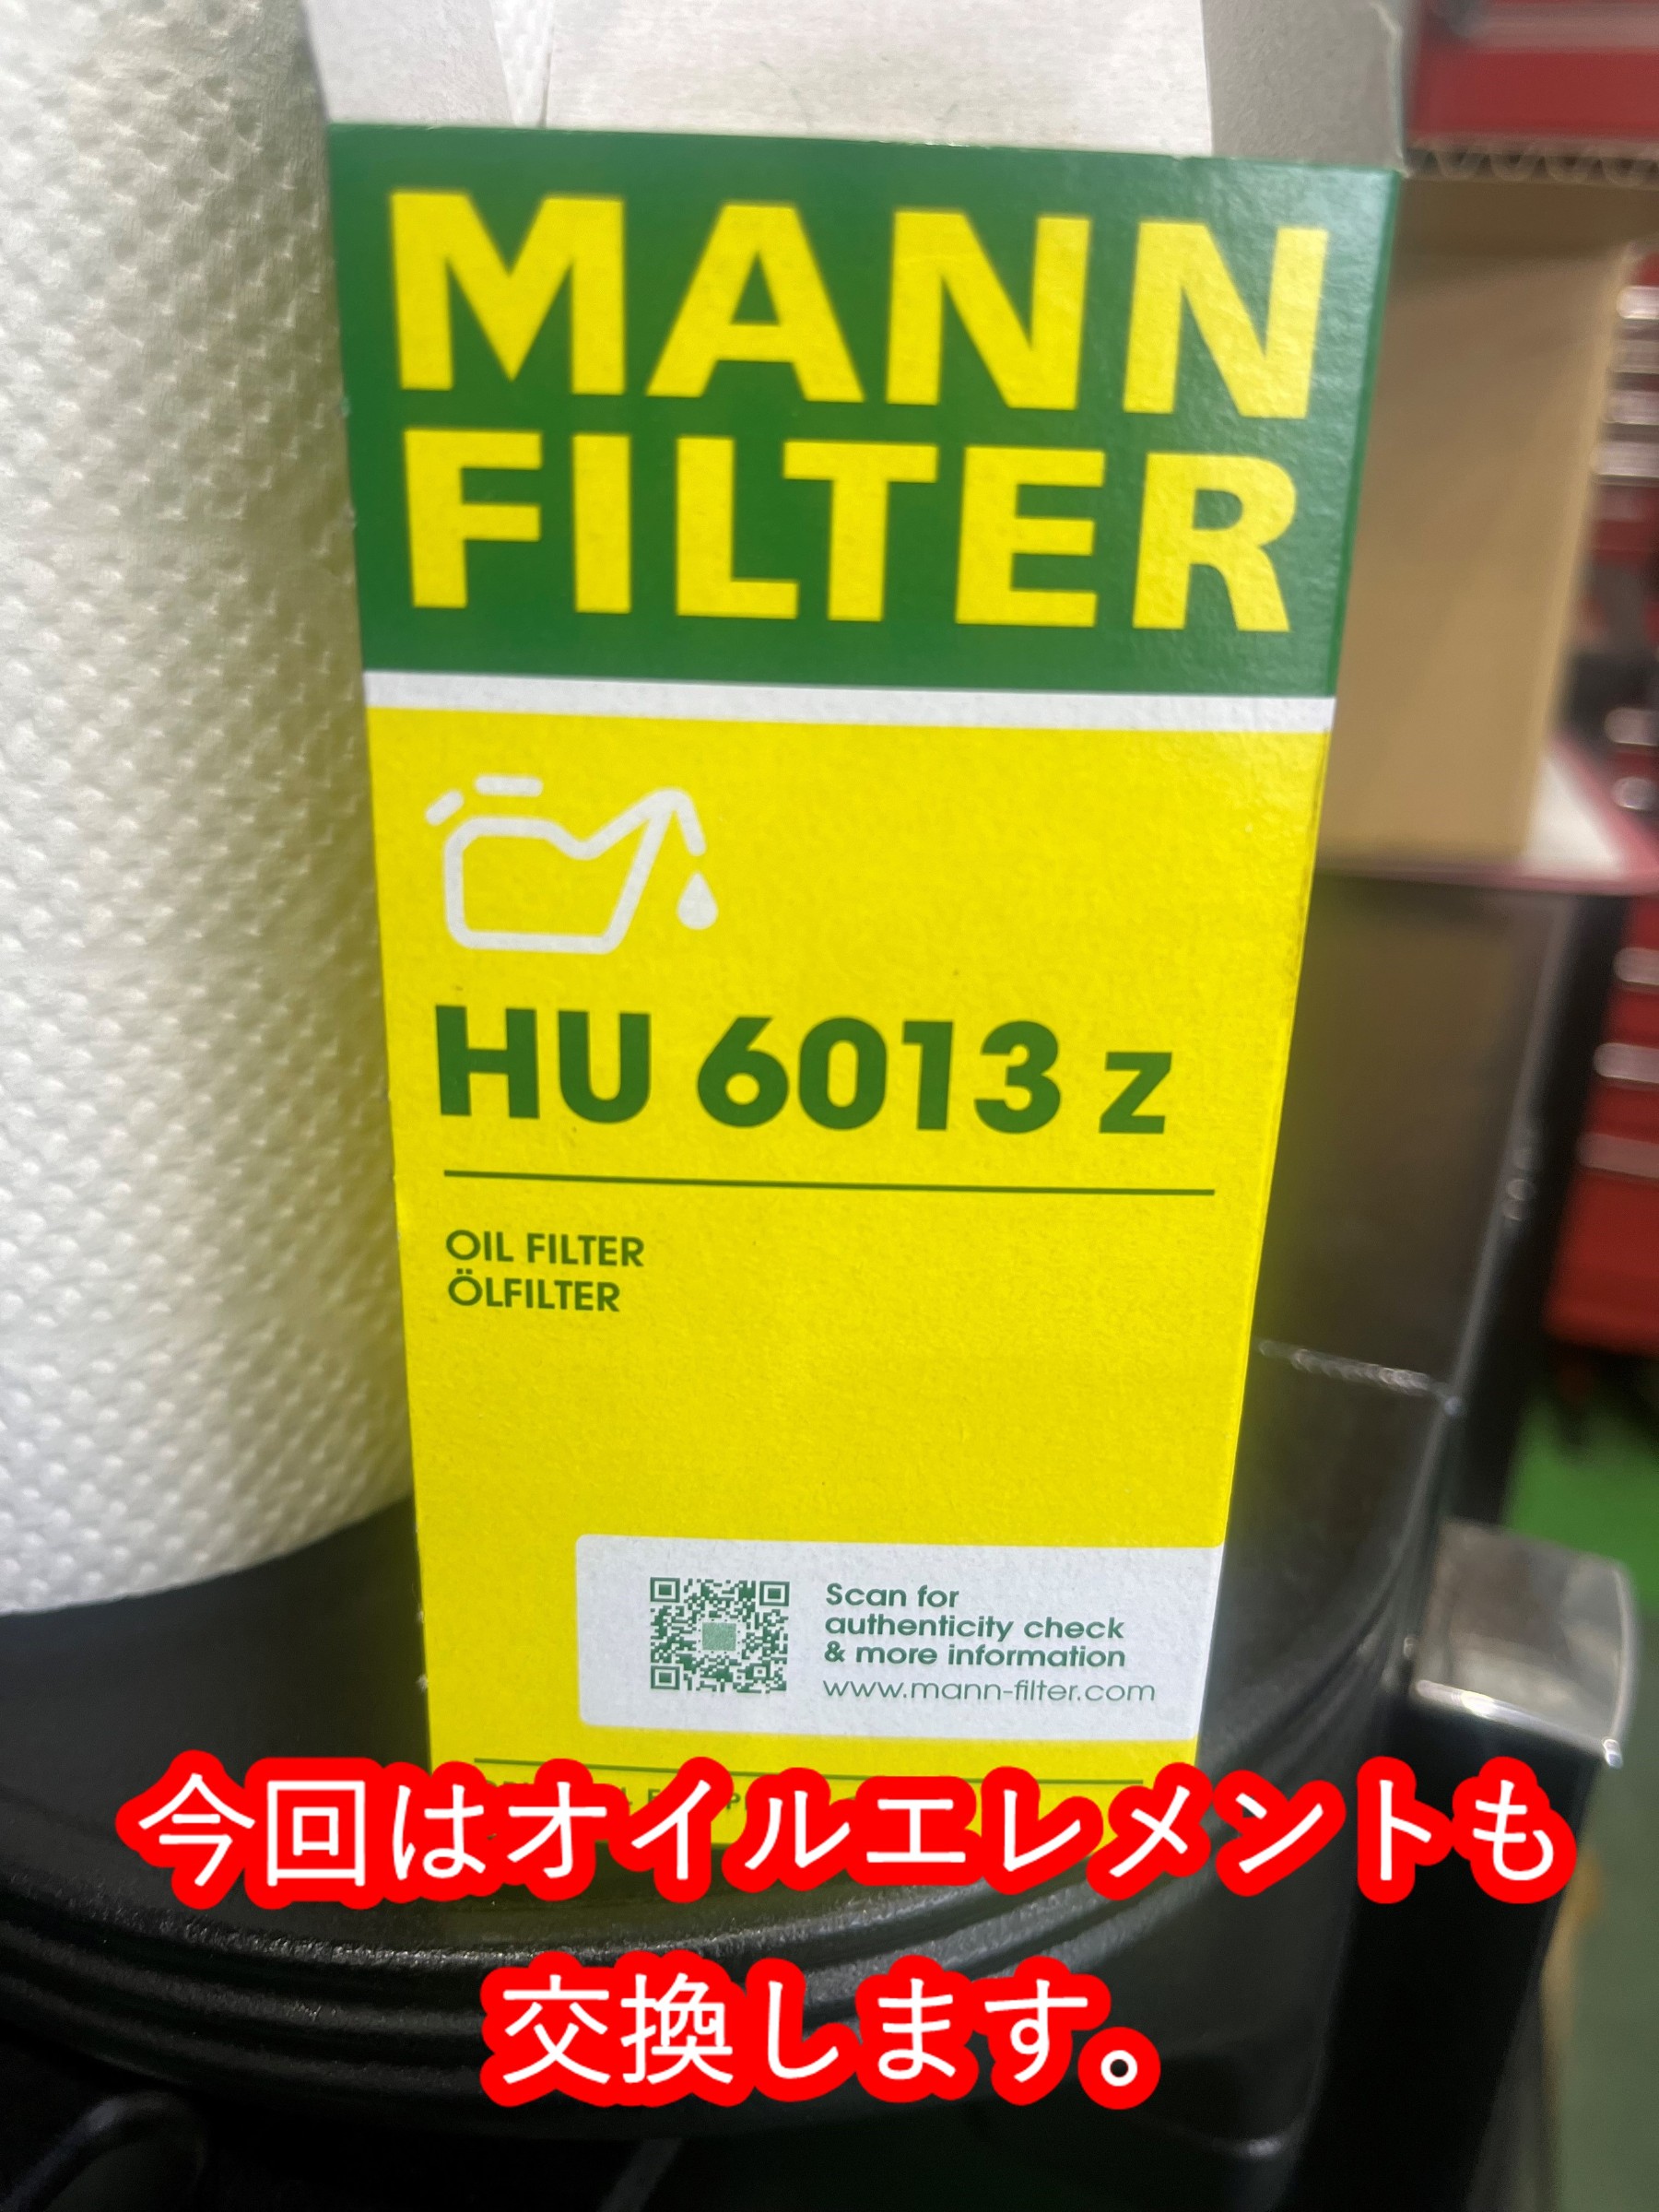 MANN
FILTER
HU 6013 z
OIL FILTER
ÖLFILTER
Scan for
authenticity check
& more information
www.mann-filter.com
今回はオイルエレメントも
交換します。